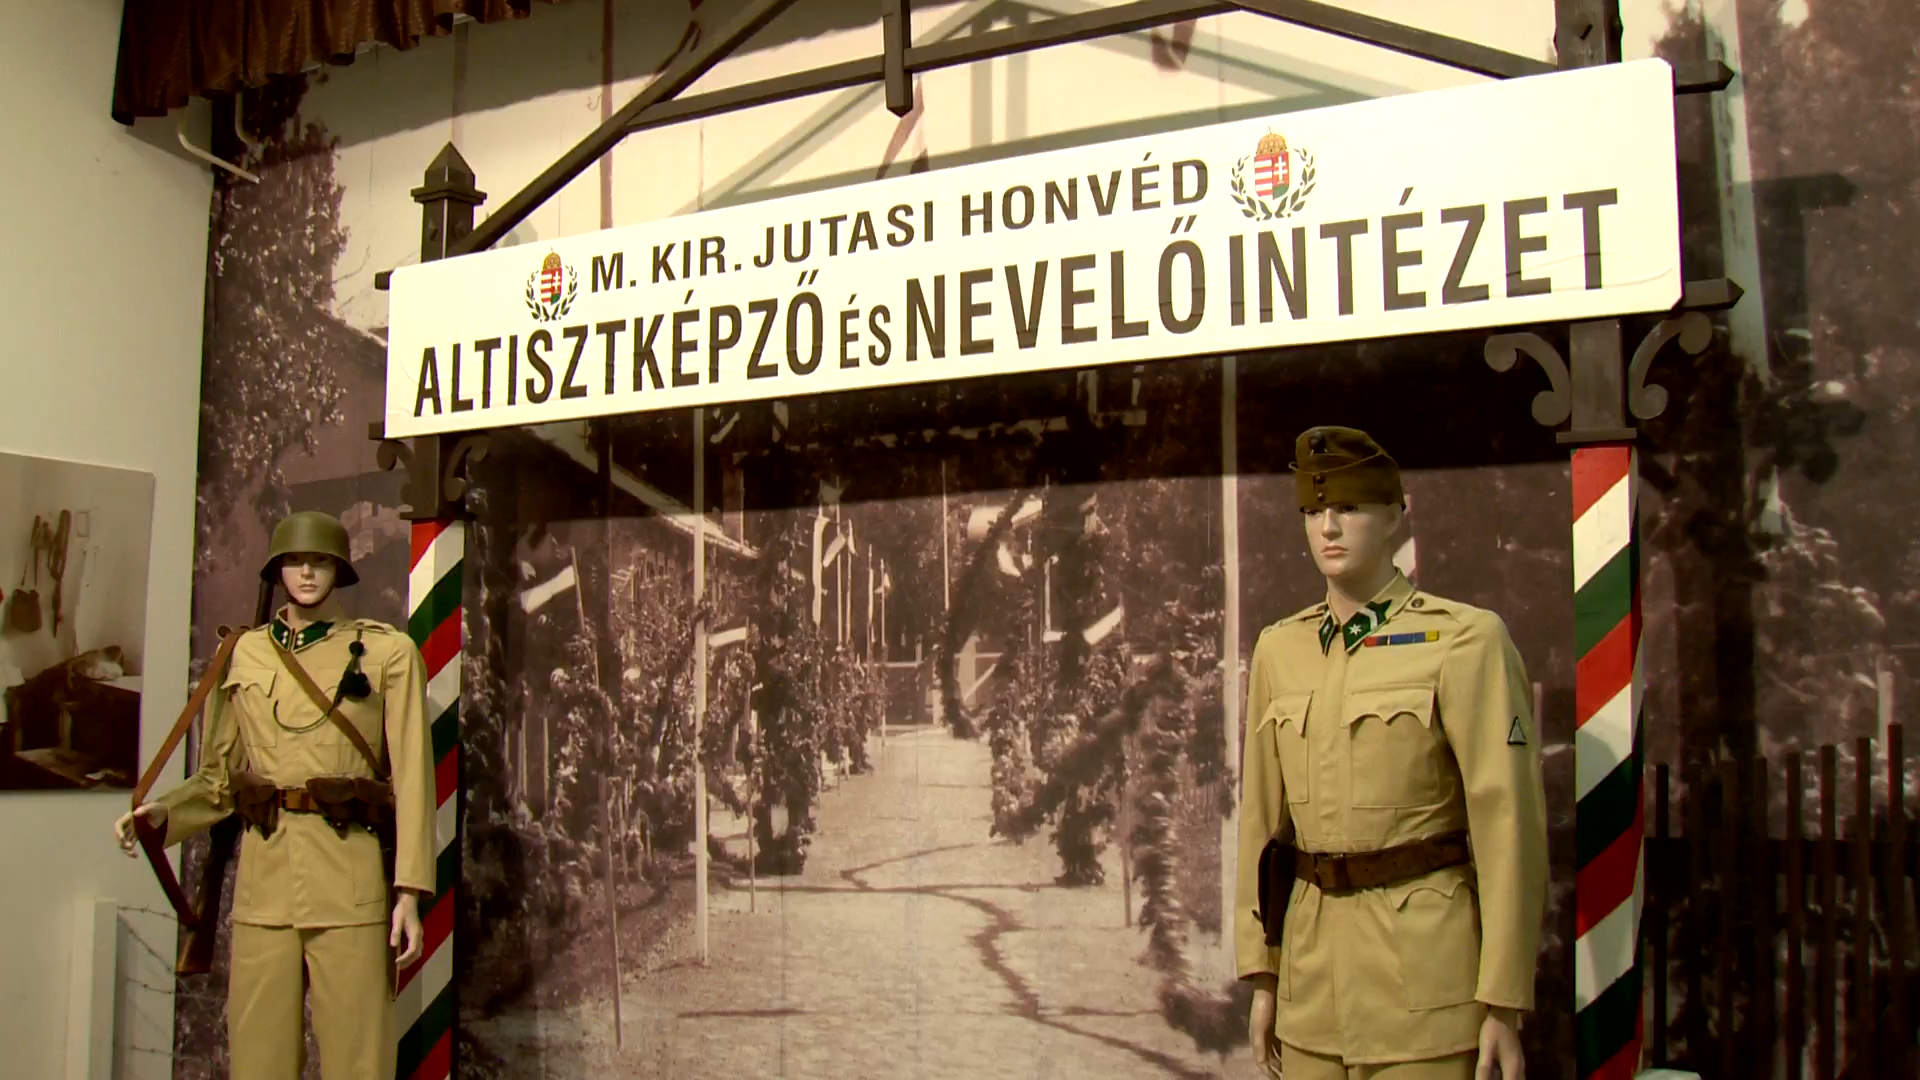 M. KIR. JUTASI HONVÉD
ALTISZTKÉPZŐ ÉS NEVELŐ INTÉZET